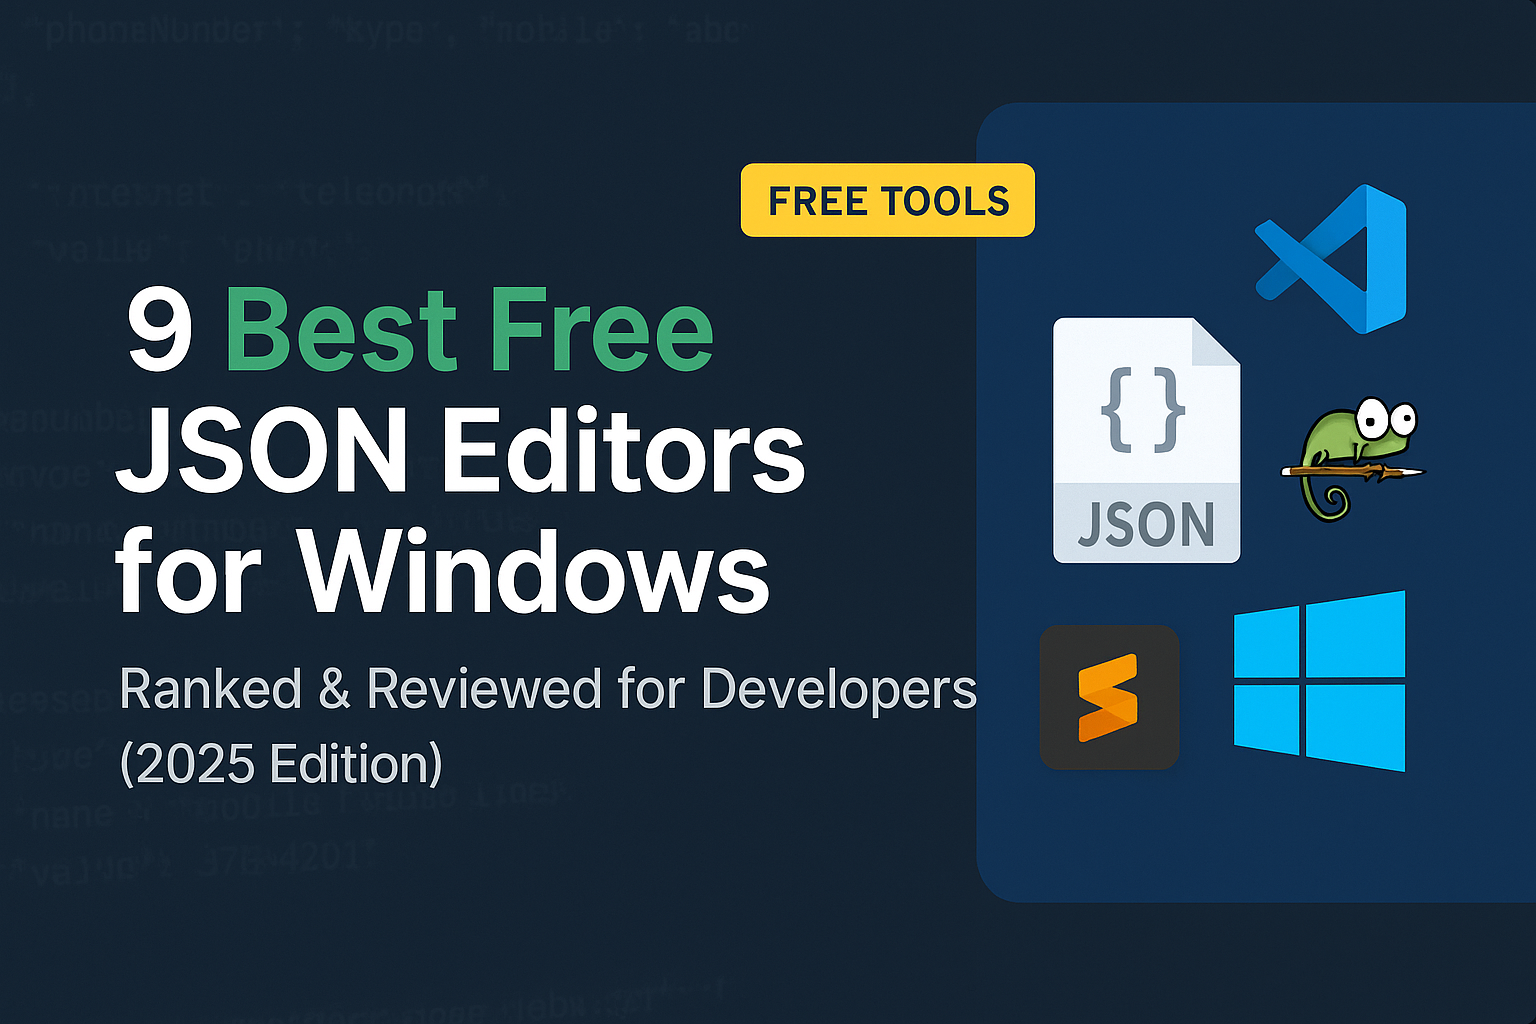 FREE TOOLS
9 Best Free
JSON Editors
for Windows
Ranked & Reviewed for Developers
(2025 Edition)
{ }
JSON